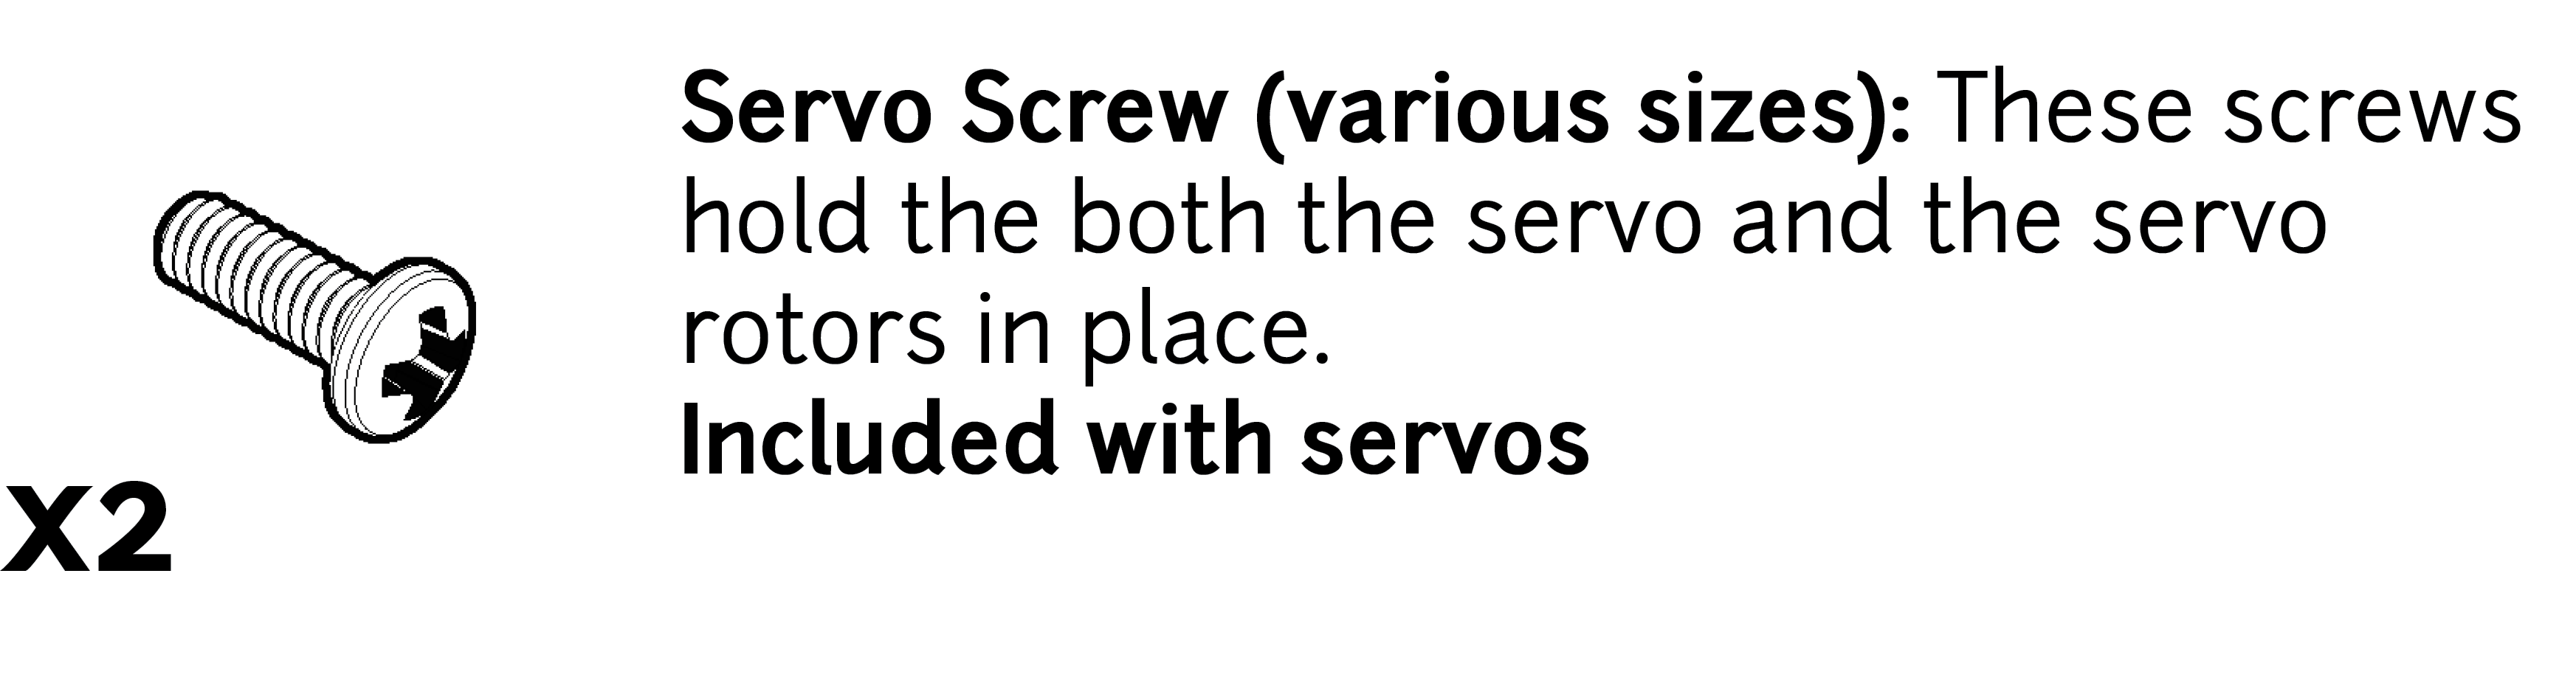 Servo Screw (various sizes): These screws
hold the both the servo and the servo
rotors in place.
Included with servos
X2